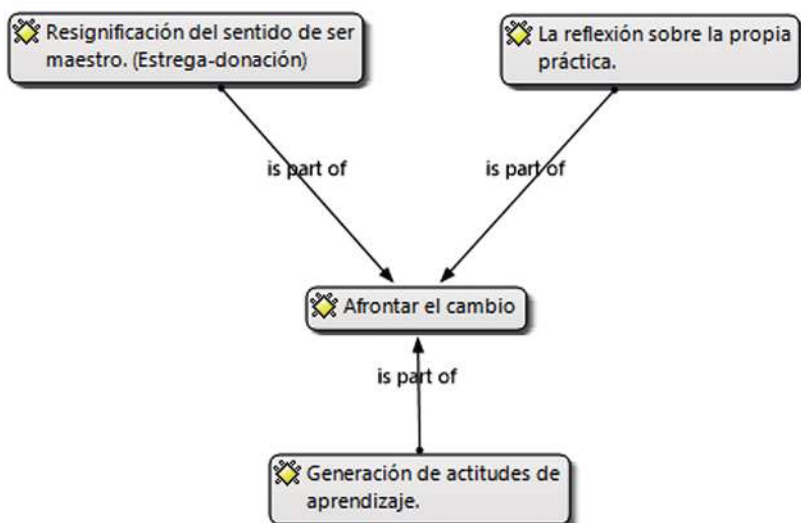 Resignificación del sentido de ser
maestro. (Estrega-donación)
La reflexión sobre la propia
práctica.
is part of
is part of
Afrontar el cambio
is part of
Generación de actitudes de
aprendizaje.